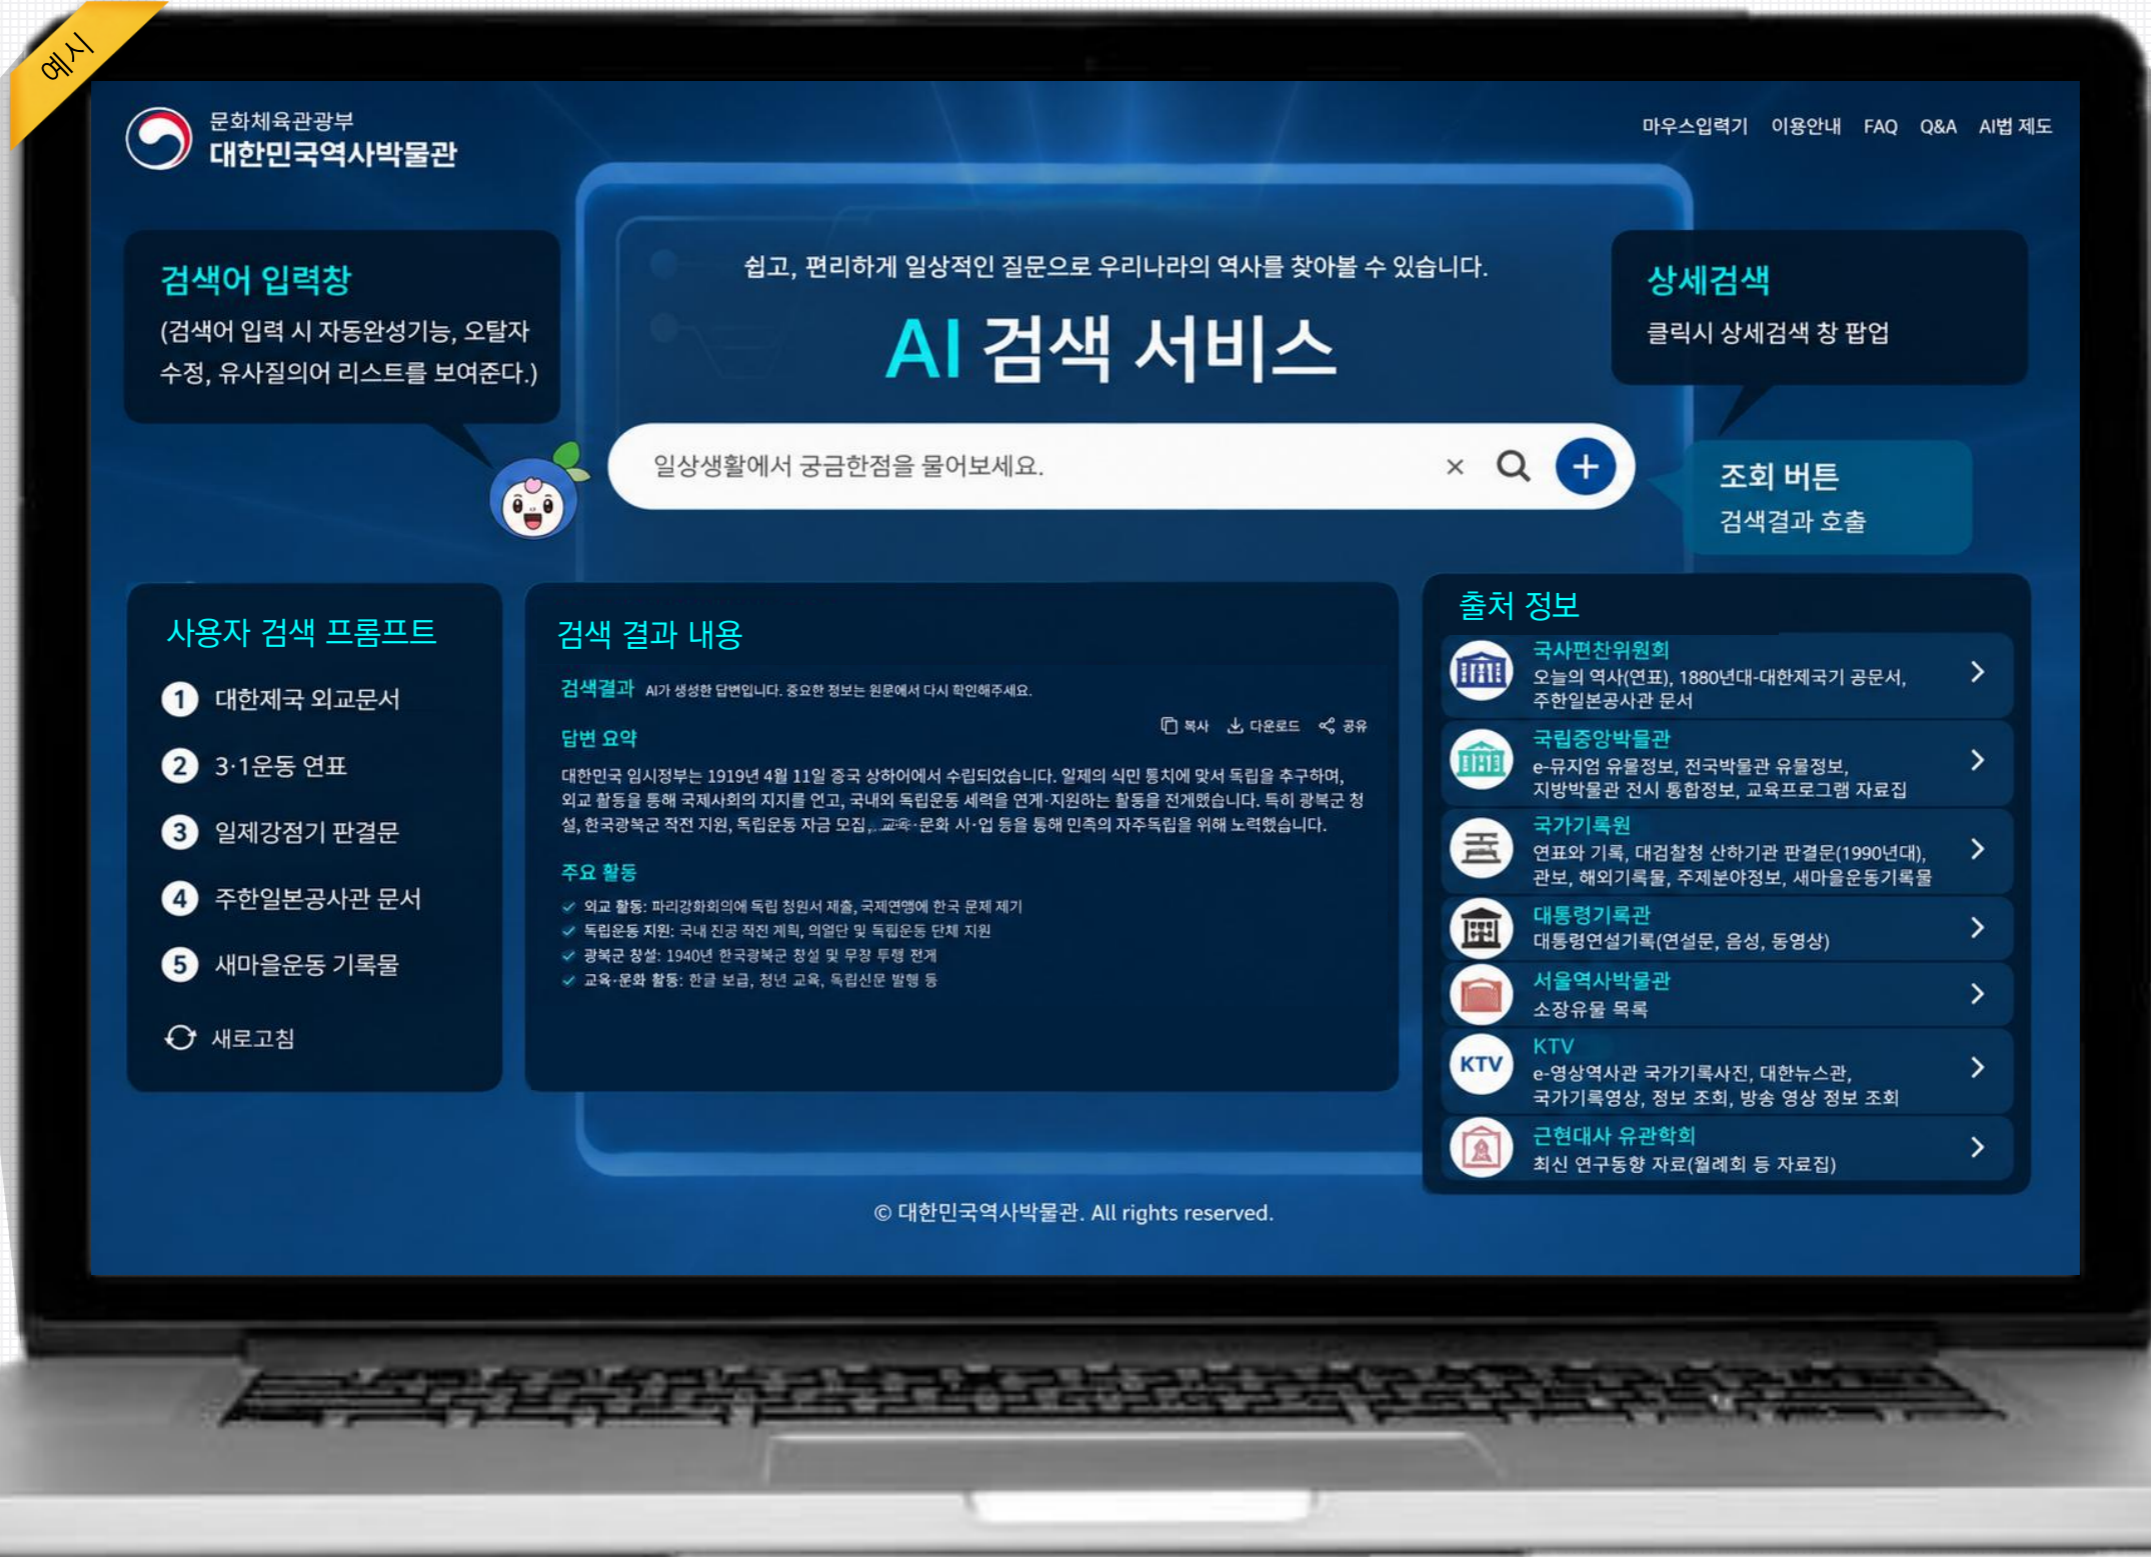 예시
문화체육관광부
대한민국역사박물관
마우스입력기 이용안내 FAQ Q&A AI법 제도
검색어 입력창
(검색어 입력 시 자동완성기능, 오탈자
수정, 유사질의어 리스트를 보여준다.)
쉽고, 편리하게 일상적인 질문으로 우리나라의 역사를 찾아볼 수 있습니다.
AI 검색 서비스
상세검색
클릭시 상세검색 창 팝업
일상생활에서 궁금한점을 물어보세요.
조회 버튼
검색결과 호출
사용자 검색 프롬프트
1 대한제국 외교문서
2 3·1운동 연표
3 일제강점기 판결문
4 주한일본공사관 문서
5 새마을운동 기록물
새로고침
검색 결과 내용
검색결과 AI가 생성한 답변입니다. 중요한 정보는 원문에서 다시 확인해주세요.
복사 다운로드 공유
답변 요약
대한민국 임시정부는 1919년 4월 11일 중국 상하이에서 수립되었습니다. 일제의 식민 통치에 맞서 독립을 추구하며,
외교 활동을 통해 국제사회의 지지를 얻고, 국내외 독립운동 세력을 연계·지원하는 활동을 전개했습니다. 특히 광복군 창
설, 한국광복군 작전 지원, 독립운동 자금 모집, 교육·문화 사·업 등을 통해 민족의 자주독립을 위해 노력했습니다.
주요 활동
외교 활동: 파리강화회의에 독립 청원서 제출, 국제연맹에 한국 문제 제기
독립운동 지원: 국내 진공 작전 계획, 의열단 및 독립운동 단체 지원
광복군 창설: 1940년 한국광복군 창설 및 무장 투쟁 전개
교육·문화 활동: 한글 보급, 청년 교육, 독립신문 발행 등
출처 정보
국사편찬위원회
오늘의 역사(연표), 1880년대-대한제국기 공문서,
주한일본공사관 문서
국립중앙박물관
e-뮤지엄 유물정보, 전국박물관 유물정보,
지방박물관 전시 통합정보, 교육프로그램 자료집
국가기록원
연표와 기록, 대검찰청 산하기관 판결문(1990년대),
관보, 해외기록물, 주제분야정보, 새마을운동기록물
대통령기록관
대통령연설기록(연설문, 음성, 동영상)
서울역사박물관
소장유물 목록
KTV
KTV
e-영상역사관 국가기록사진, 대한뉴스관,
국가기록영상, 정보 조회, 방송 영상 정보 조회
근현대사 유관학회
최신 연구동향 자료(월례회 등 자료집)
© 대한민국역사박물관. All rights reserved.